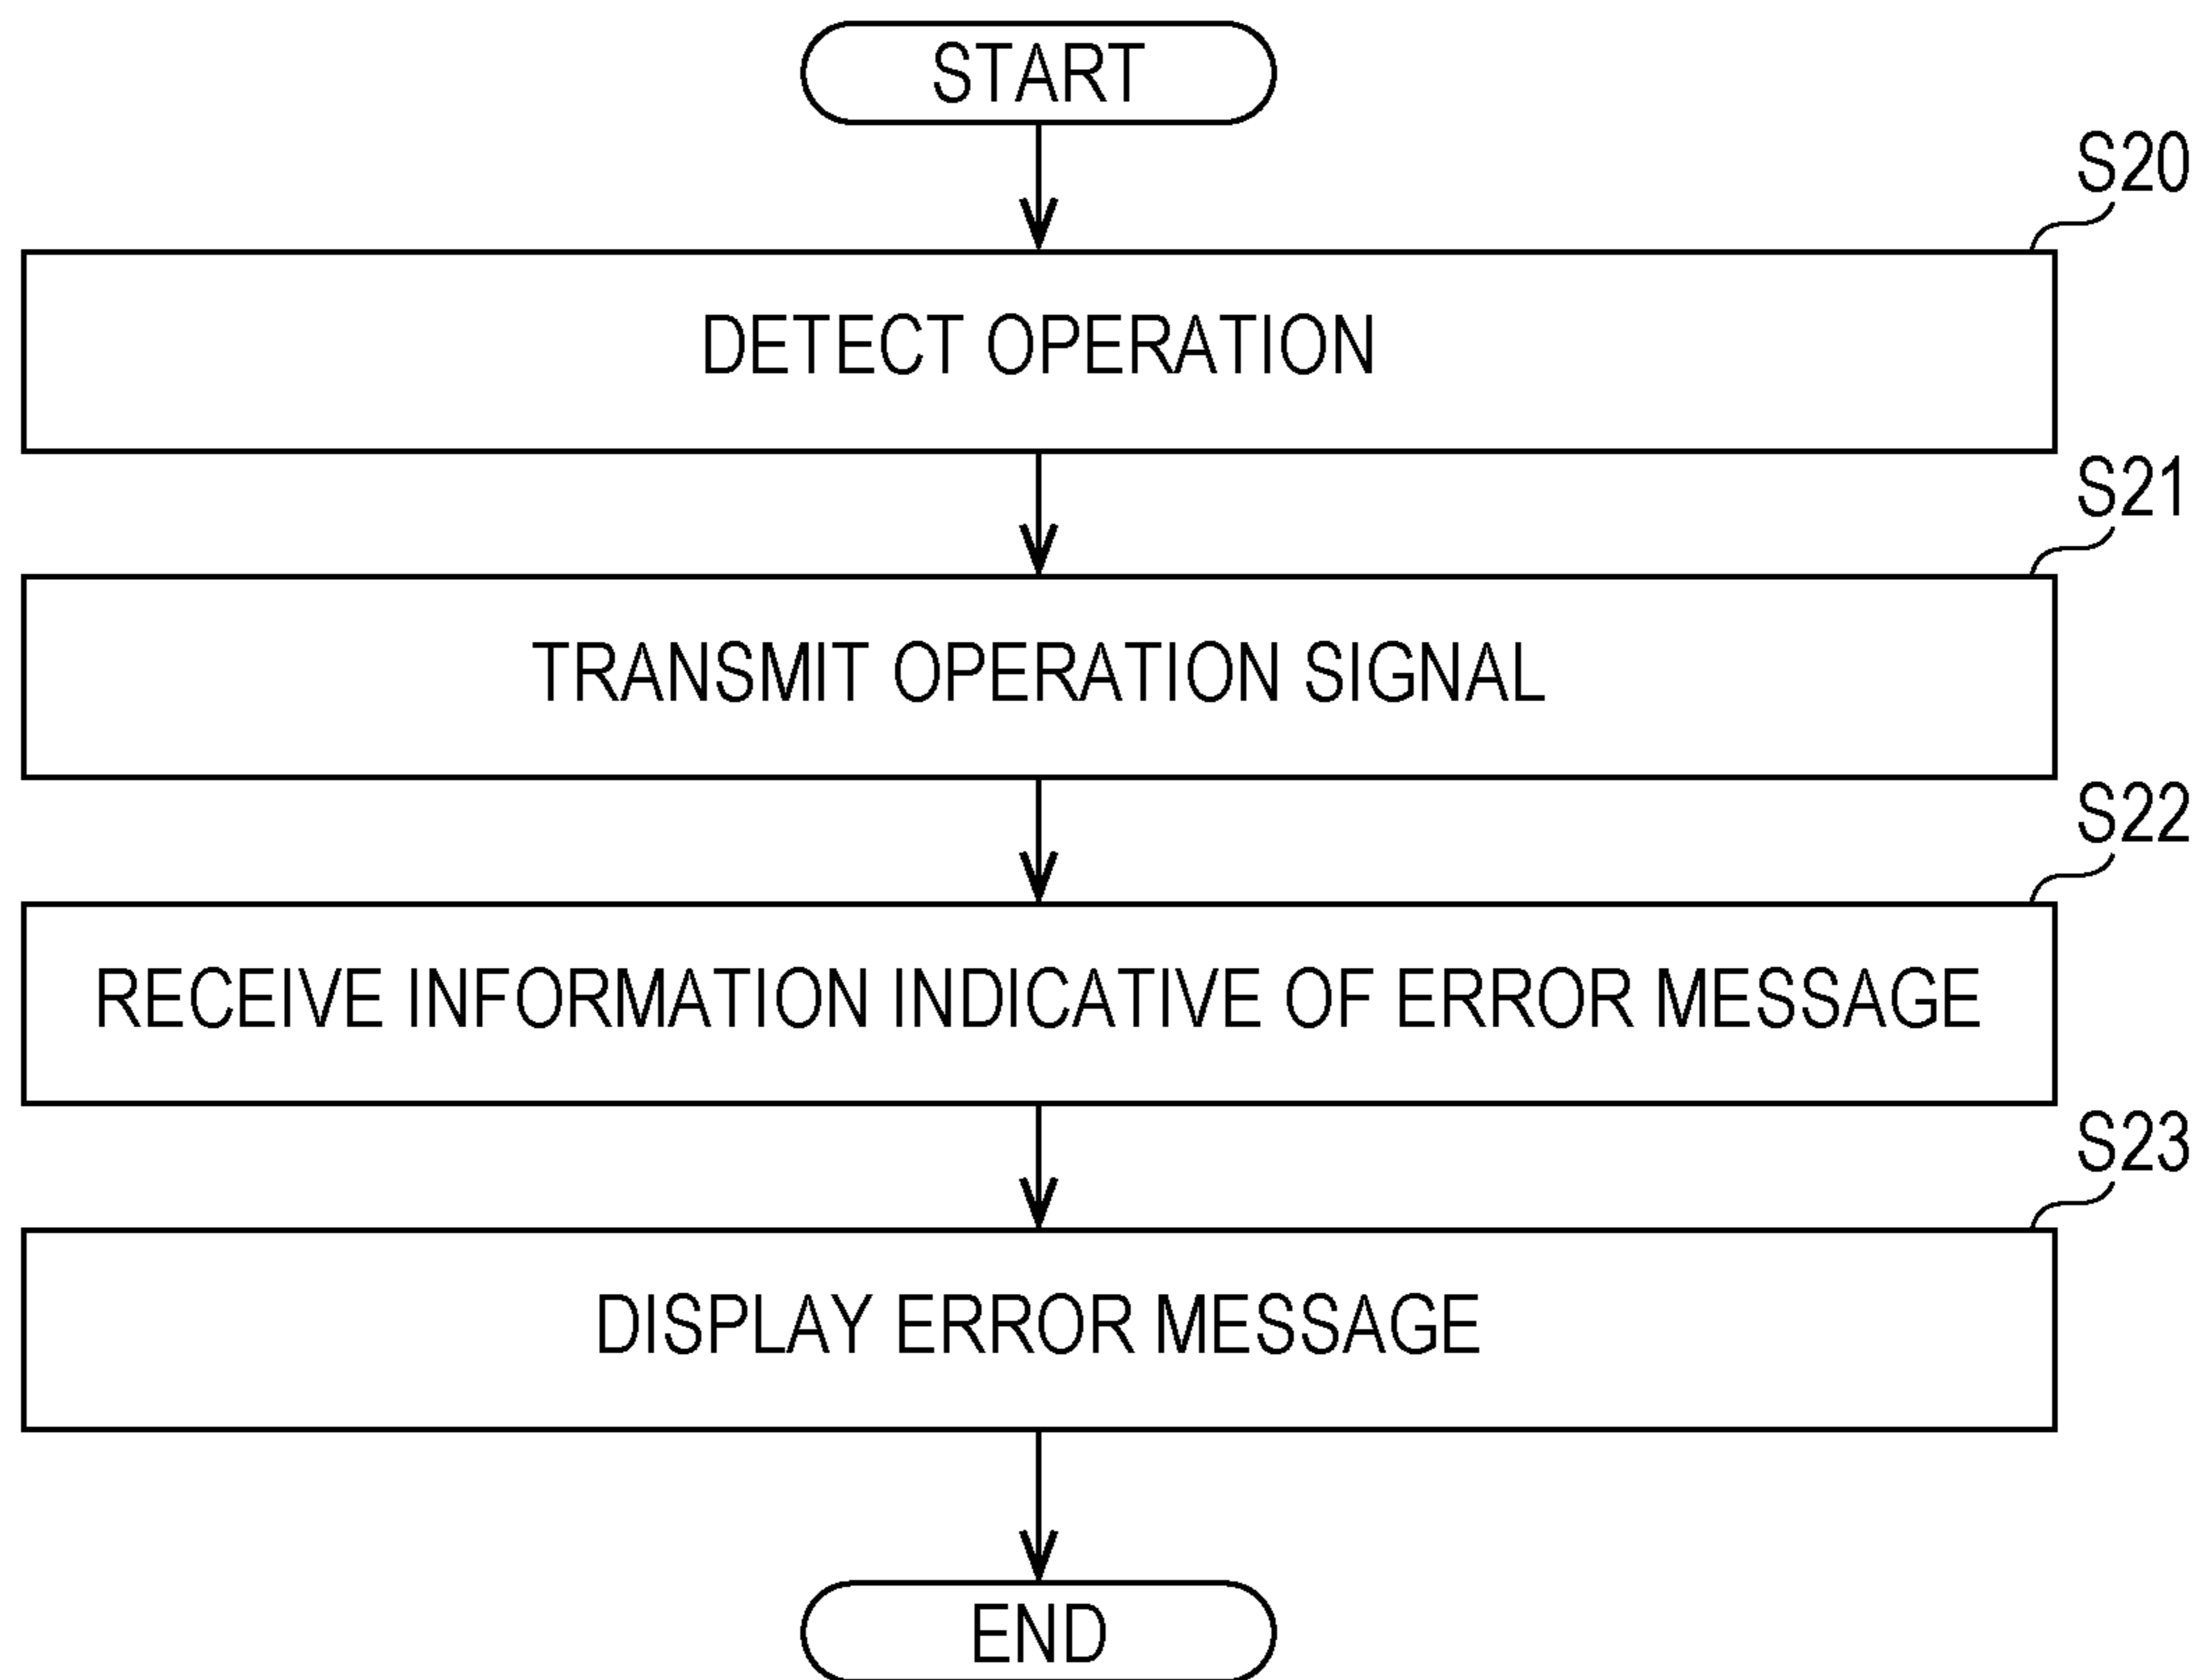 START
S20
DETECT OPERATION
S21
TRANSMIT OPERATION SIGNAL
S22
RECEIVE INFORMATION INDICATIVE OF ERROR MESSAGE
S23
DISPLAY ERROR MESSAGE
END